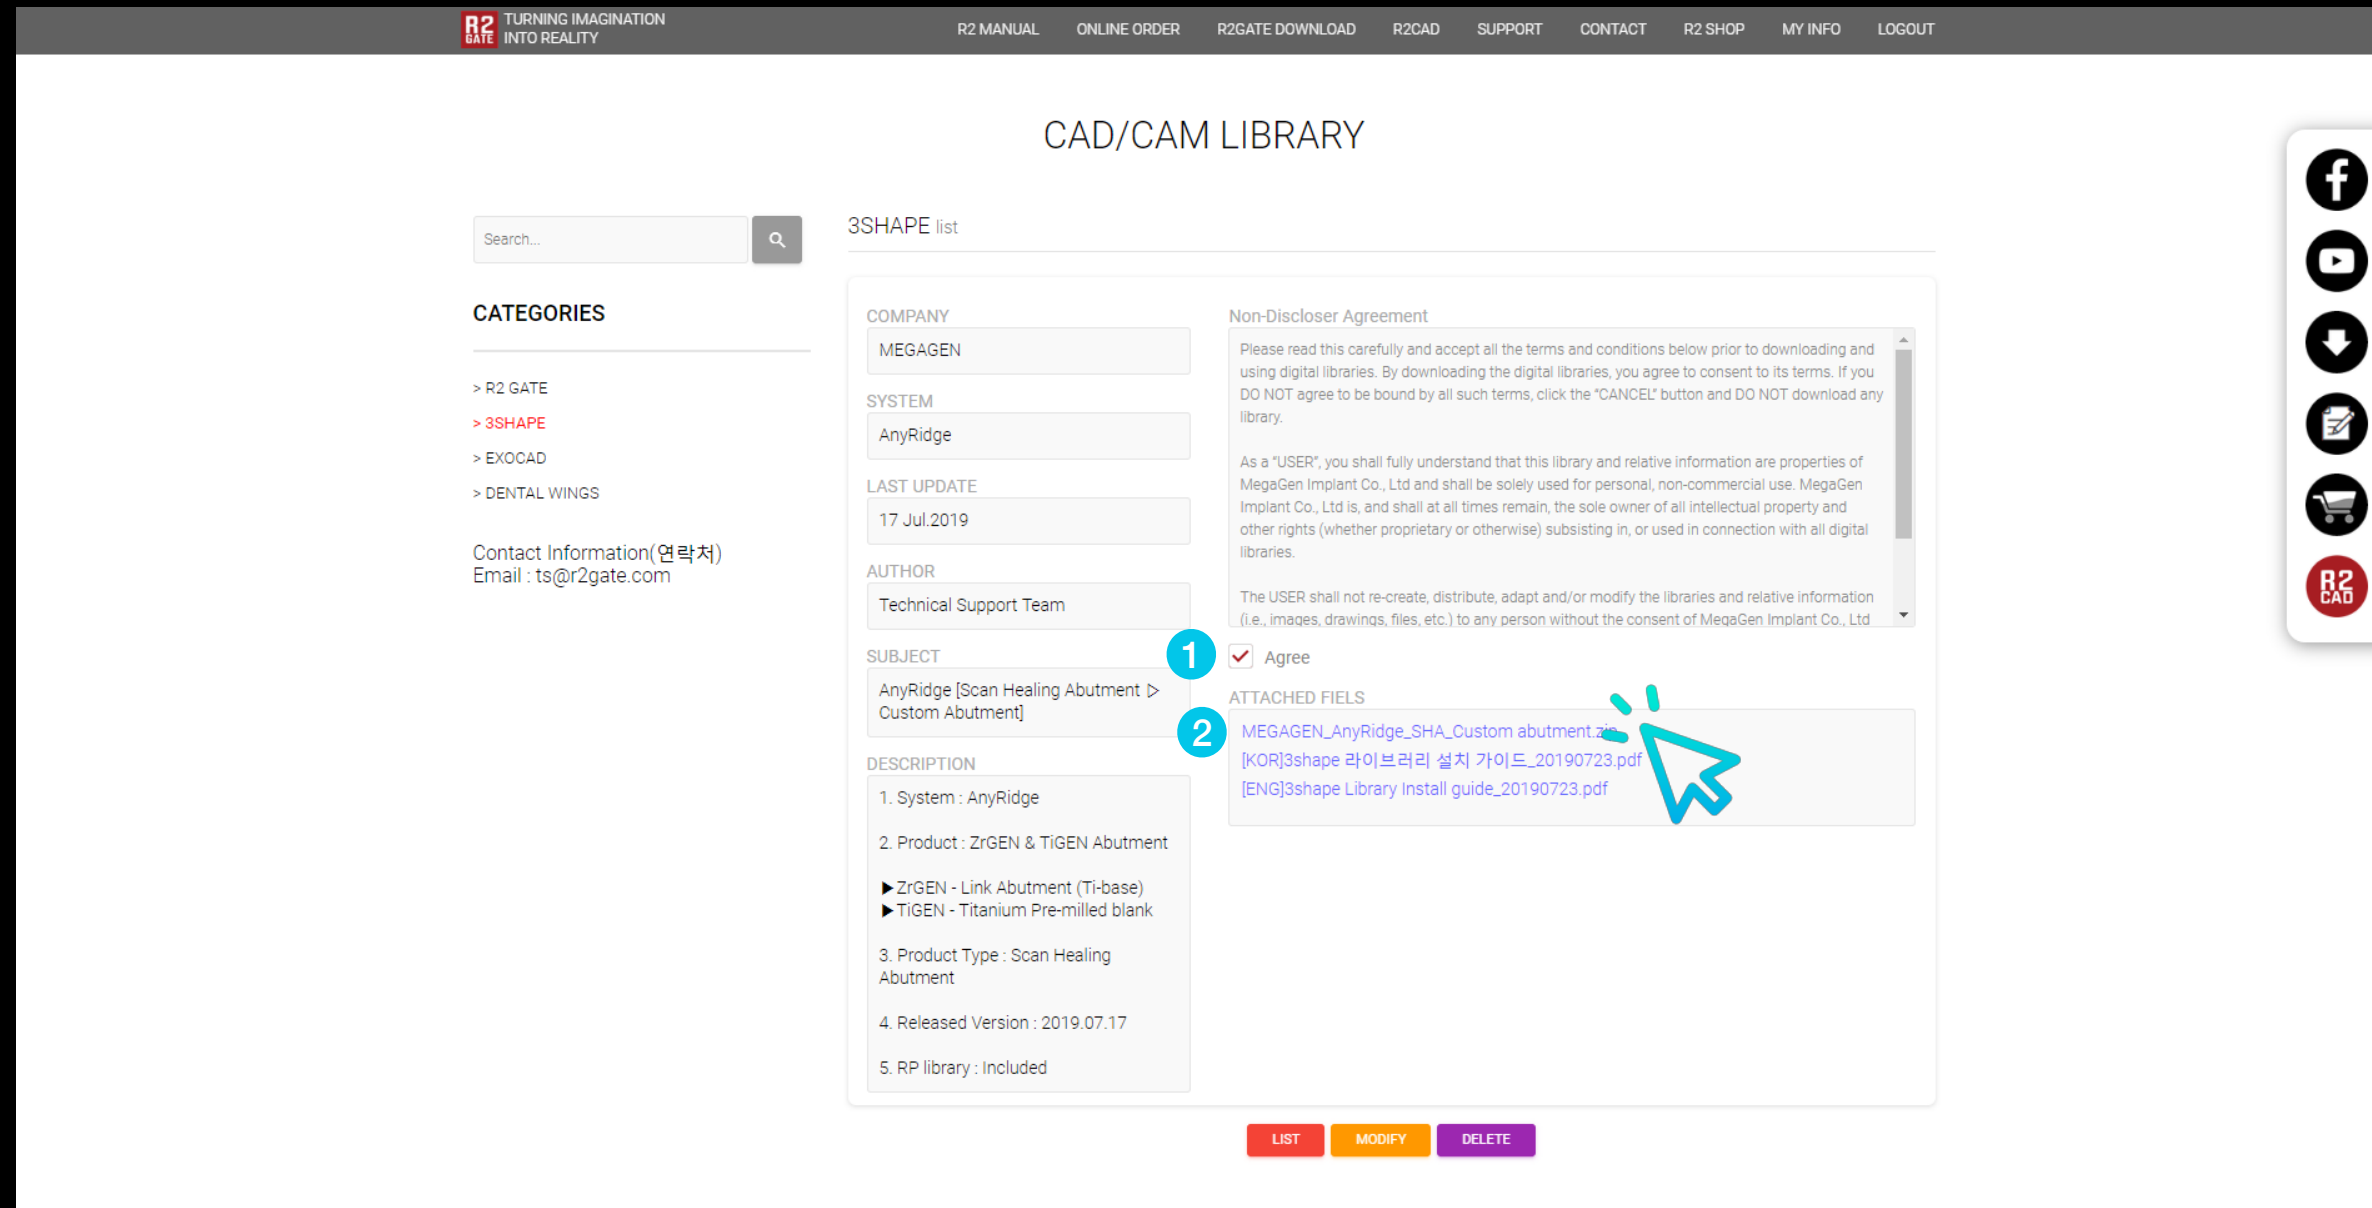 R2 GATE
TURNING IMAGINATION
INTO REALITY
R2 MANUAL
ONLINE ORDER
R2GATE DOWNLOAD
R2CAD
SUPPORT
CONTACT
R2 SHOP
MY INFO
LOGOUT
CAD/CAM LIBRARY
Search...
CATEGORIES
> R2 GATE
> 3SHAPE
> EXOCAD
> DENTAL WINGS
Contact Information(연락처)
Email : ts@r2gate.com
3SHAPE list
COMPANY
MEGAGEN
SYSTEM
AnyRidge
LAST UPDATE
17 Jul.2019
AUTHOR
Technical Support Team
SUBJECT
AnyRidge [Scan Healing Abutment ▷
Custom Abutment]
DESCRIPTION
1. System : AnyRidge
2. Product : ZrGEN & TiGEN Abutment
▶ZrGEN - Link Abutment (Ti-base)
▶TiGEN - Titanium Pre-milled blank
3. Product Type : Scan Healing
Abutment
4. Released Version : 2019.07.17
5. RP library : Included
Non-Discloser Agreement
Please read this carefully and accept all the terms and conditions below prior to downloading and
using digital libraries. By downloading the digital libraries, you agree to consent to its terms. If you
DO NOT agree to be bound by all such terms, click the “CANCEL” button and DO NOT download any
library.
As a “USER”, you shall fully understand that this library and relative information are properties of
MegaGen Implant Co., Ltd and shall be solely used for personal, non-commercial use. MegaGen
Implant Co., Ltd is, and shall at all times remain, the sole owner of all intellectual property and
other rights (whether proprietary or otherwise) subsisting in, or used in connection with all digital
libraries.
The USER shall not re-create, distribute, adapt and/or modify the libraries and relative information
(i.e., images, drawings, files, etc.) to any person without the consent of MegaGen Implant Co., Ltd
1
Agree
ATTACHED FIELS
2
MEGAGEN_AnyRidge_SHA_Custom abutment.zip
[KOR]3shape 라이브러리 설치 가이드_20190723.pdf
[ENG]3shape Library Install guide_20190723.pdf
LIST
MODIFY
DELETE
R2
CAD